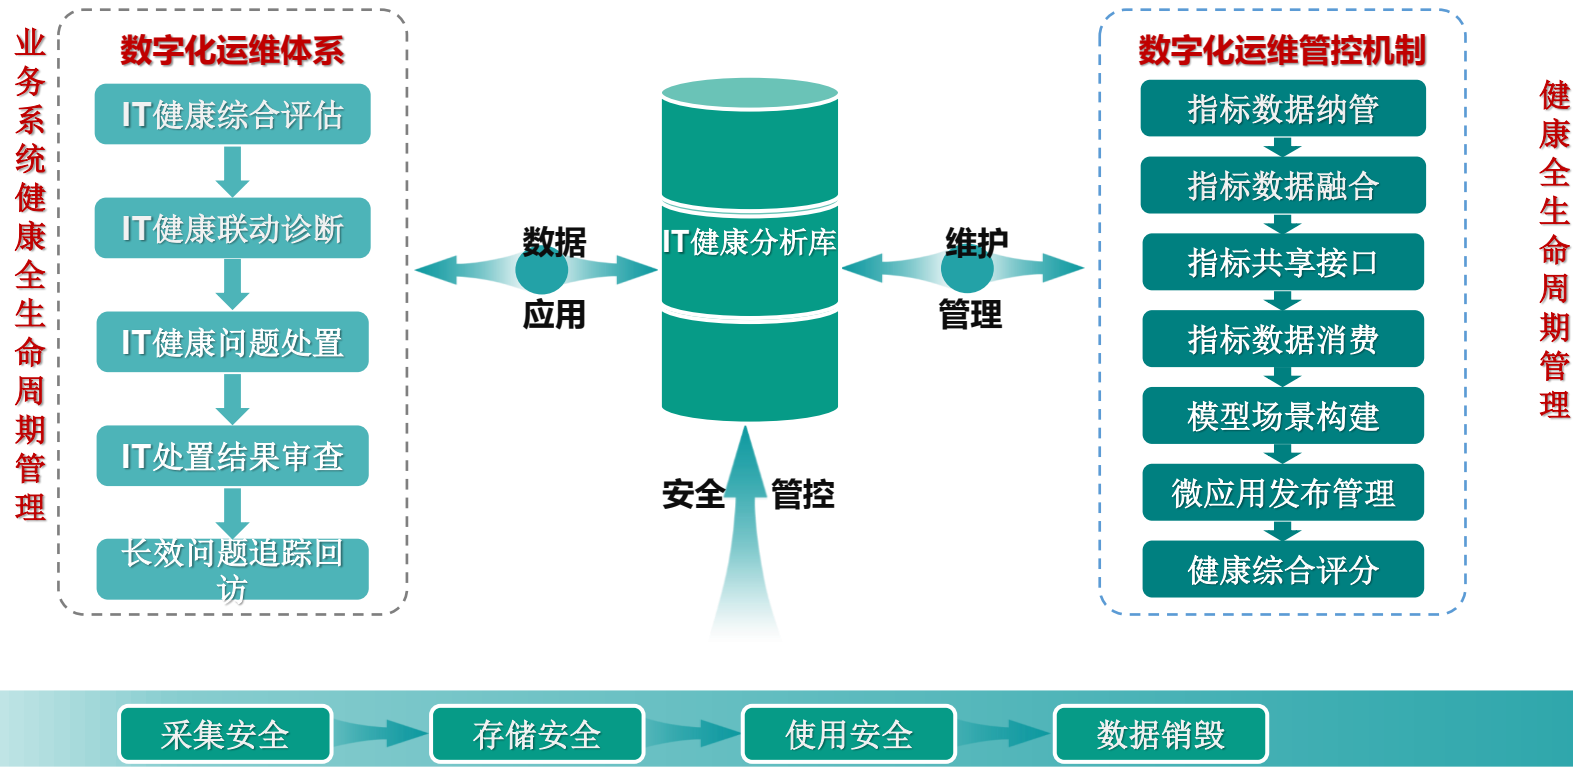 业务系统健康全生命周期管理
数字化运维体系
IT健康综合评估
IT健康联动诊断
IT健康问题处置
IT处置结果审查
长效问题追踪回
访
数据
应用
IT健康分析库
维护
管理
安全 管控
数字化运维管控机制
指标数据纳管
指标数据融合
指标共享接口
指标数据消费
模型场景构建
微应用发布管理
健康综合评分
健康全生命周期管理
采集安全
存储安全
使用安全
数据销毁